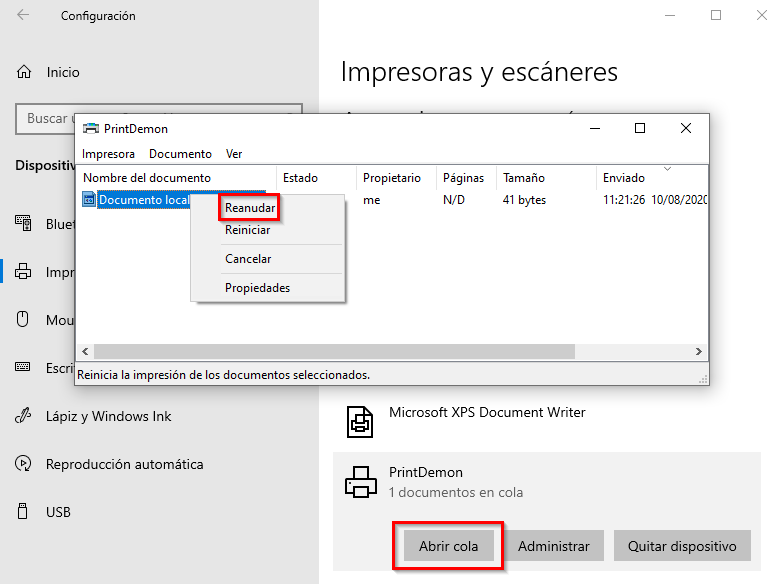 Configuración
Inicio
Impresoras y escáneres
Buscar
PrintDemon
Impresora Documento Ver
Dispositiv
Nombre del documento Estado Propietario Páginas Tamaño Enviado
Documento local me N/D 41 bytes 11:21:26 10/08/2020
Reanudar
Reiniciar
Cancelar
Propiedades
Reinicia la impresión de los documentos seleccionados.
Bluet
Impr
Mou
Escri
Lápiz y Windows Ink
Reproducción automática
USB
Microsoft XPS Document Writer
PrintDemon
1 documentos en cola
Abrir cola Administrar Quitar dispositivo